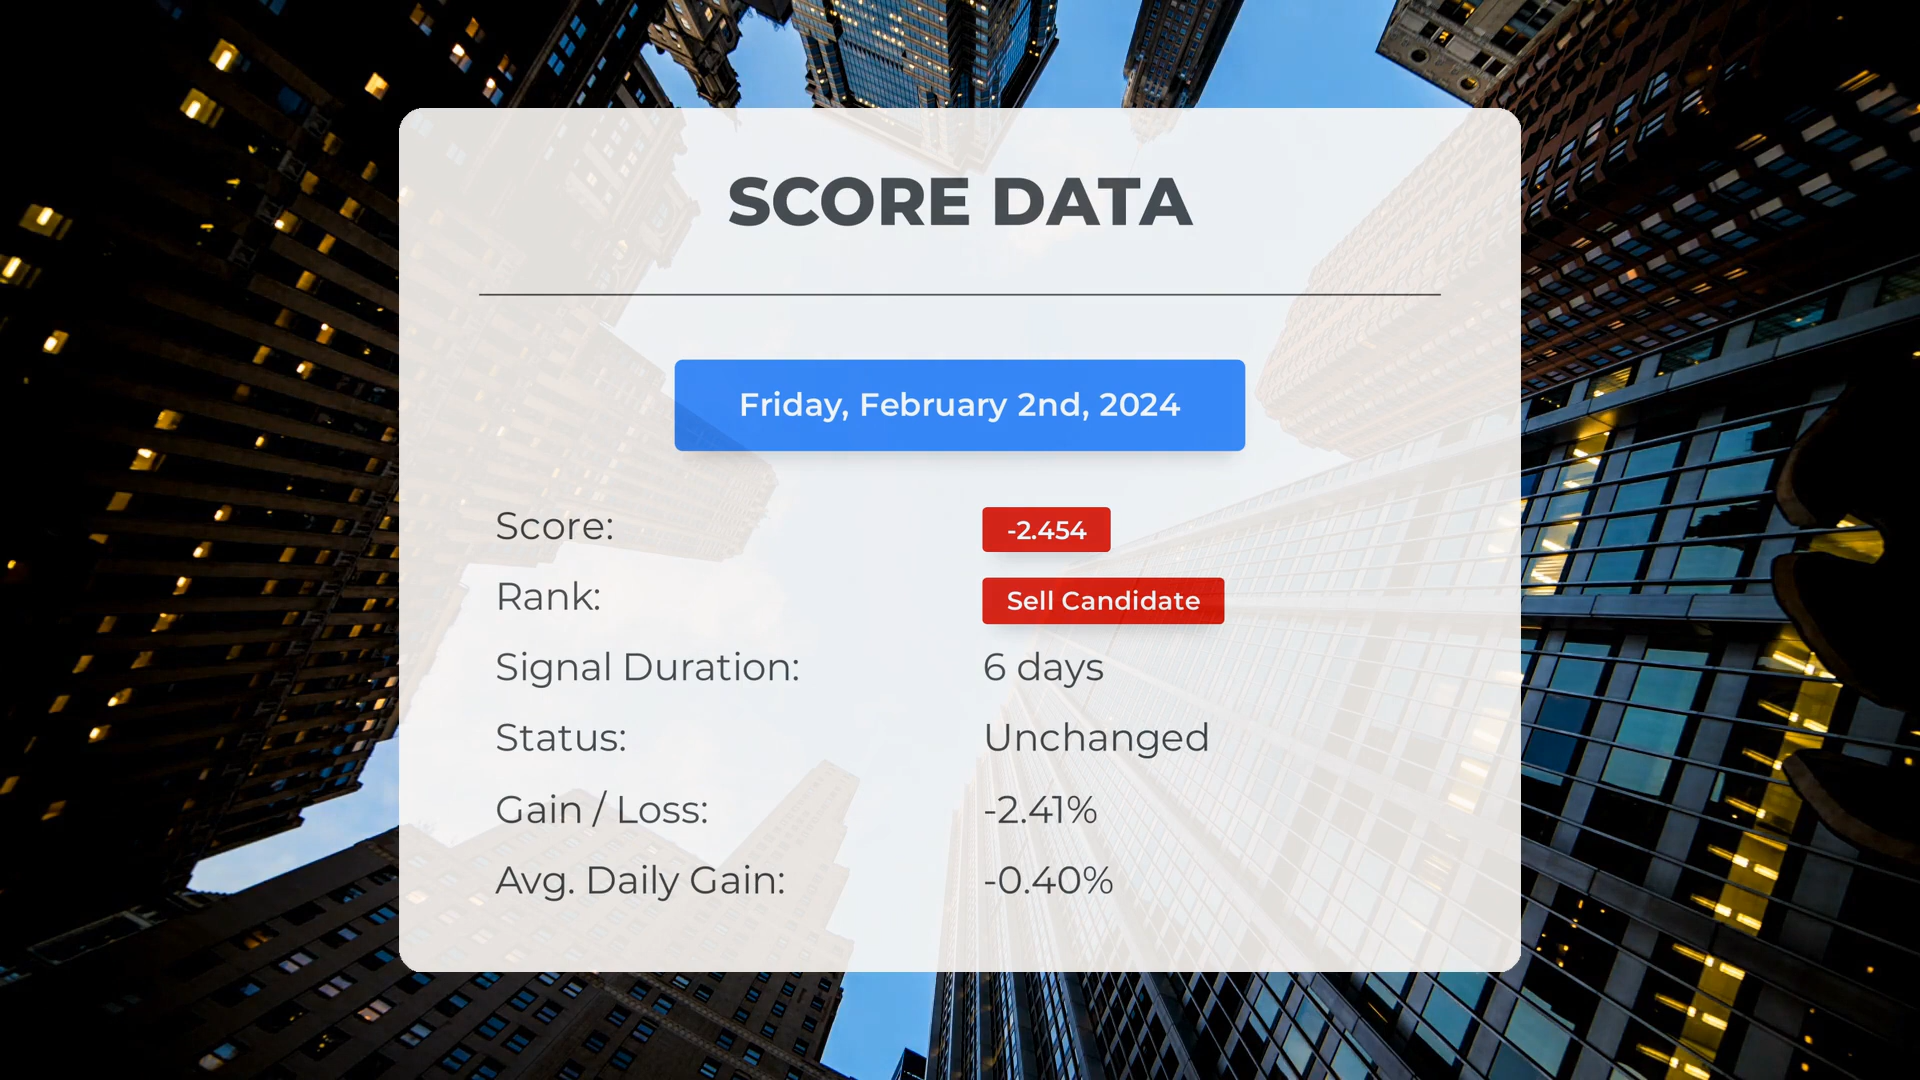 SCORE DATA
Friday, February 2nd, 2024
Score: -2.454
Rank: Sell Candidate
Signal Duration: 6 days
Status: Unchanged
Gain / Loss: -2.41%
Avg. Daily Gain: -0.40%